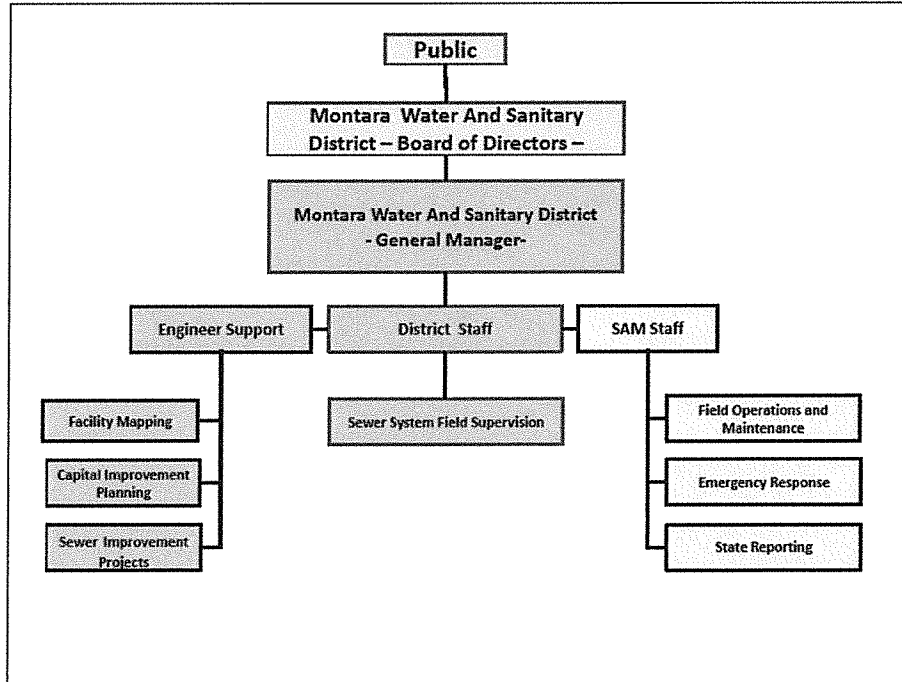 Public
Montara Water And Sanitary
District – Board of Directors –
Montara Water And Sanitary District
- General Manager-
Engineer Support
District Staff
SAM Staff
Facility Mapping
Capital Improvement
Planning
Sewer Improvement
Projects
Sewer System Field Supervision
Field Operations and
Maintenance
Emergency Response
State Reporting